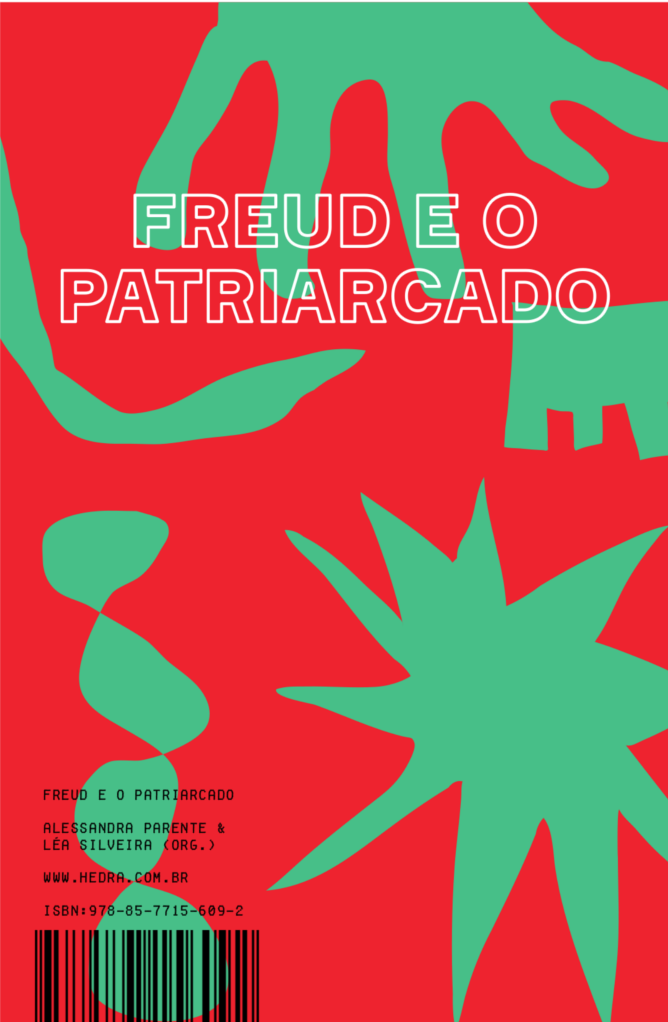 FREUD E O
PATRIARCADO
FREUD E O PATRIARCADO
ALESSANDRA PARENTE &
LÉA SILVEIRA (ORG.)
WWW.HEDRA.COM.BR
ISBN:978-85-7715-609-2